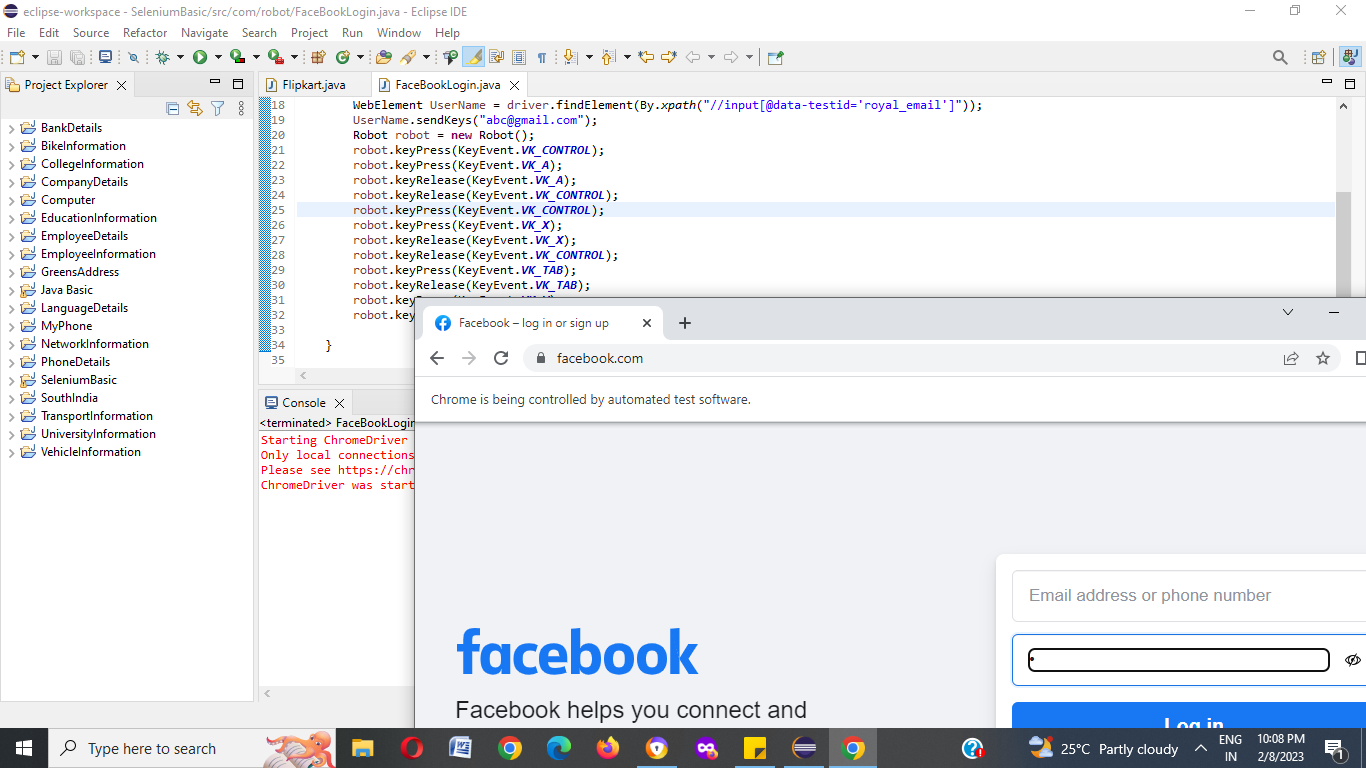 eclipse-workspace - SeleniumBasic/src/com/robot/FaceBookLogin.java - Eclipse IDE
File Edit Source Refactor Navigate Search Project Run Window Help
Project Explorer
BankDetails
BikeInformation
CollegeInformation
CompanyDetails
Computer
EducationInformation
EmployeeDetails
EmployeeInformation
GreensAddress
Java Basic
LanguageDetails
MyPhone
NetworkInformation
PhoneDetails
SeleniumBasic
SouthIndia
TransportInformation
UniversityInformation
VehicleInformation
Flipkart.java FaceBookLogin.java
18 WebElement UserName = driver.findElement(By.xpath("//input[@data-testid='royal_email']"));
19 UserName.sendKeys("abc@gmail.com");
20 Robot robot = new Robot();
21 robot.keyPress(KeyEvent.VK_CONTROL);
22 robot.keyPress(KeyEvent.VK_A);
23 robot.keyRelease(KeyEvent.VK_A);
24 robot.keyRelease(KeyEvent.VK_CONTROL);
25 robot.keyPress(KeyEvent.VK_CONTROL);
26 robot.keyPress(KeyEvent.VK_X);
27 robot.keyRelease(KeyEvent.VK_X);
28 robot.keyRelease(KeyEvent.VK_CONTROL);
29 robot.keyPress(KeyEvent.VK_TAB);
30 robot.keyRelease(KeyEvent.VK_TAB);
31
32 robot.key
33
34 }
35
Console
<terminated> FaceBookLogin
Starting ChromeDriver
Only local connections
Please see https://chr
ChromeDriver was start
Facebook – log in or sign up
facebook.com
Chrome is being controlled by automated test software.
Email address or phone number
facebook
Facebook helps you connect and
Log in
Type here to search
25°C Partly cloudy
ENG
IN
10:08 PM
2/8/2023
1